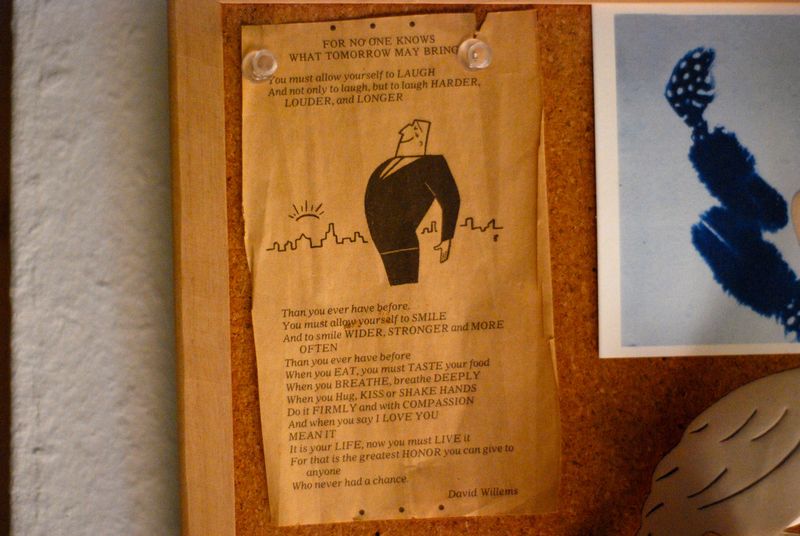 FOR NO ONE KNOWS
WHAT TOMORROW MAY BRING
You must allow yourself to LAUGH
And not only to laugh, but to laugh HARDER,
LOUDER, and LONGER
Than you ever have before.
You must allow yourself to SMILE
And to smile WIDER, STRONGER and MORE
OFTEN
Than you ever have before
When you EAT, you must TASTE your food
When you BREATHE, breathe DEEPLY
When you Hug, KISS or SHAKE HANDS
Do it FIRMLY and with COMPASSION
And when you say I LOVE YOU
MEAN IT
It is your LIFE, now you must LIVE it
For that is the greatest HONOR you can give to
anyone
Who never had a chance.
David Willems